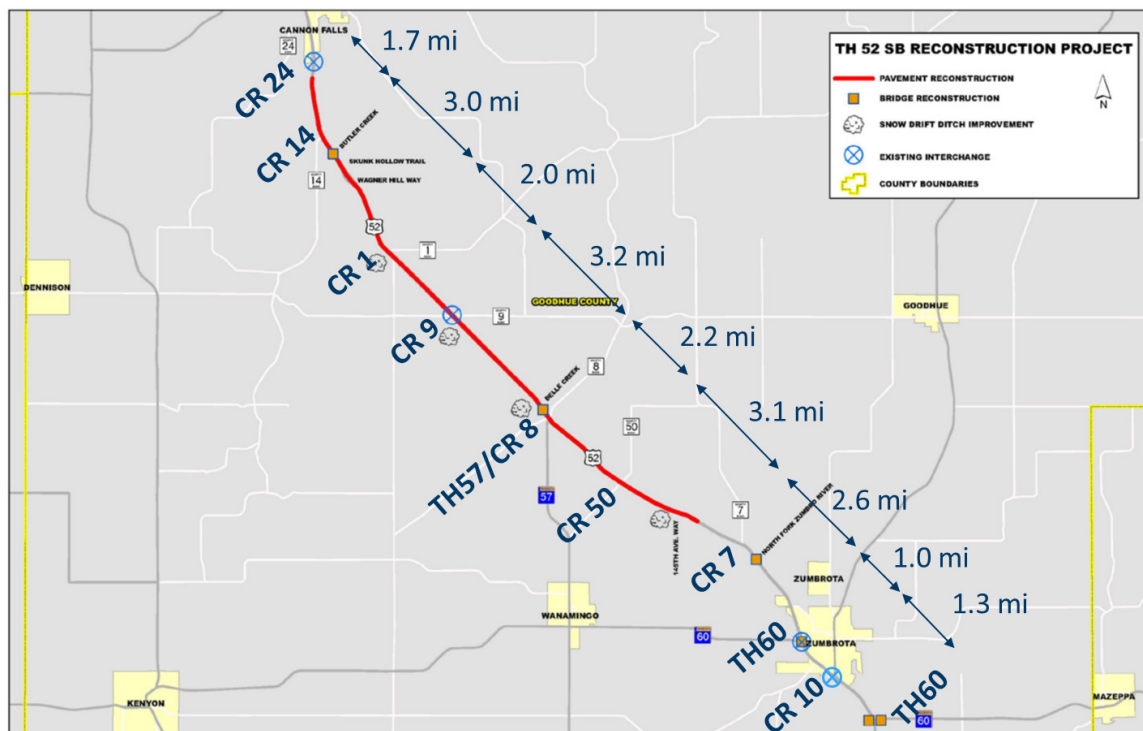 CANNON FALLS
24
CR 24
1.7 mi
TH 52 SB RECONSTRUCTION PROJECT
PAVEMENT RECONSTRUCTION
BRIDGE RECONSTRUCTION
N
SNOW DRIFT DITCH IMPROVEMENT
EXISTING INTERCHANGE
COUNTY BOUNDARIES
3.0 mi
CR 14
BUTLER CREEK
SKUNK HOLLOW TRAIL
WAGNER HILL WAY
14
2.0 mi
52
CR 1
1
3.2 mi
DENNISON
GOODHUE COUNTY
GOODHUE
CR 9
9
2.2 mi
BELLE CREEK
8
3.1 mi
TH57/CR 8
50
52
57
CR 50
2.6 mi
7
145TH AVE. WAY
CR 7
NORTH FORK ZUMBRO RIVER
1.0 mi
ZUMBROTA
1.3 mi
WANAMINGO
60
TH60
ZUMBROTA
CR 10
TH60
60
KENYON
MAZEPPA